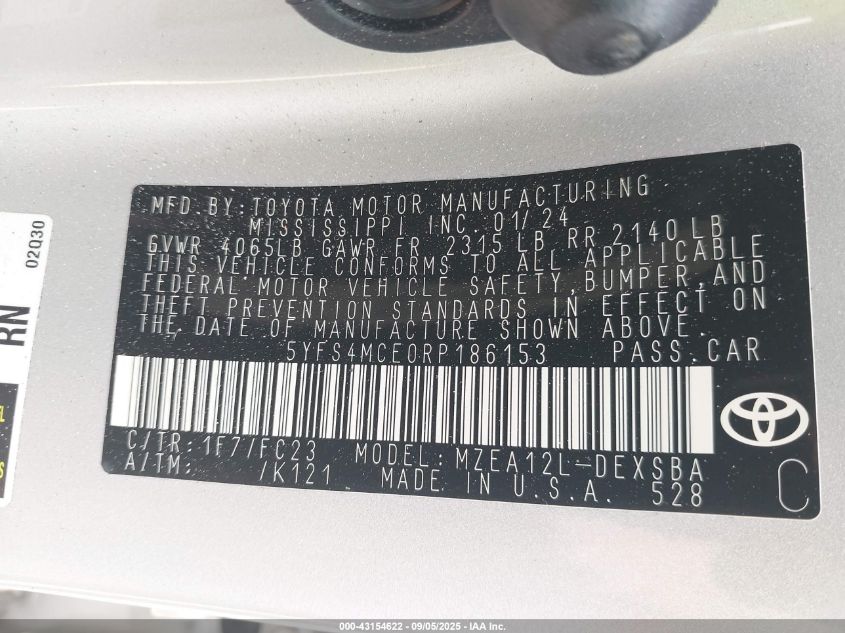 MFD. BY: TOYOTA MOTOR MANUFACTURING
MISSISSIPPI INC. 01/24
GVWR 4065LB GAWR FR 2315 LB RR 2140 LB
THIS VEHICLE CONFORMS TO ALL APPLICABLE
FEDERAL MOTOR VEHICLE SAFETY, BUMPER, AND
THEFT PREVENTION STANDARDS IN EFFECT ON
THE DATE OF MANUFACTURE SHOWN ABOVE.
5YFS4MCE0RP186153 PASS. CAR
C/TR: 1F7/FC23 MODEL: MZEA12L-DEXSBA
A/TM: /K121 MADE IN U.S.A. 528
C
02Q30
RN
000-43154622 - 09/05/2025 - IAA Inc.